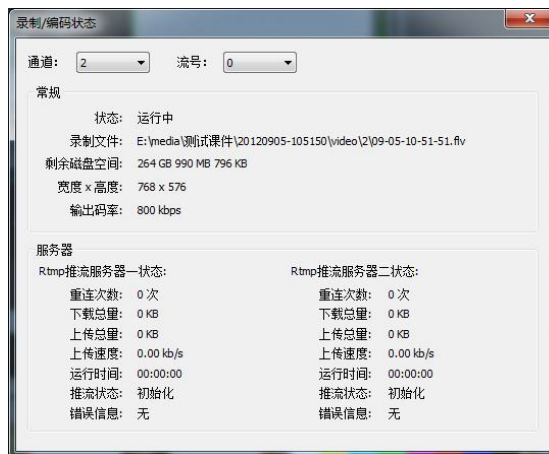 录制/编码状态
通道: 2 流号: 0
常规
状态: 运行中
录制文件: E:\media\测试课件\20120905-105150\video\2\09-05-10-51-51.flv
剩余磁盘空间: 264 GB 990 MB 796 KB
宽度 x 高度: 768 x 576
输出码率: 800 kbps
服务器
Rtmp推流服务器一状态: Rtmp推流服务器二状态:
重连次数: 0 次 重连次数: 0 次
下载总量: 0 KB 下载总量: 0 KB
上传总量: 0 KB 上传总量: 0 KB
上传速度: 0.00 kb/s 上传速度: 0.00 kb/s
运行时间: 00:00:00 运行时间: 00:00:00
推流状态: 初始化 推流状态: 初始化
错误信息: 无 错误信息: 无